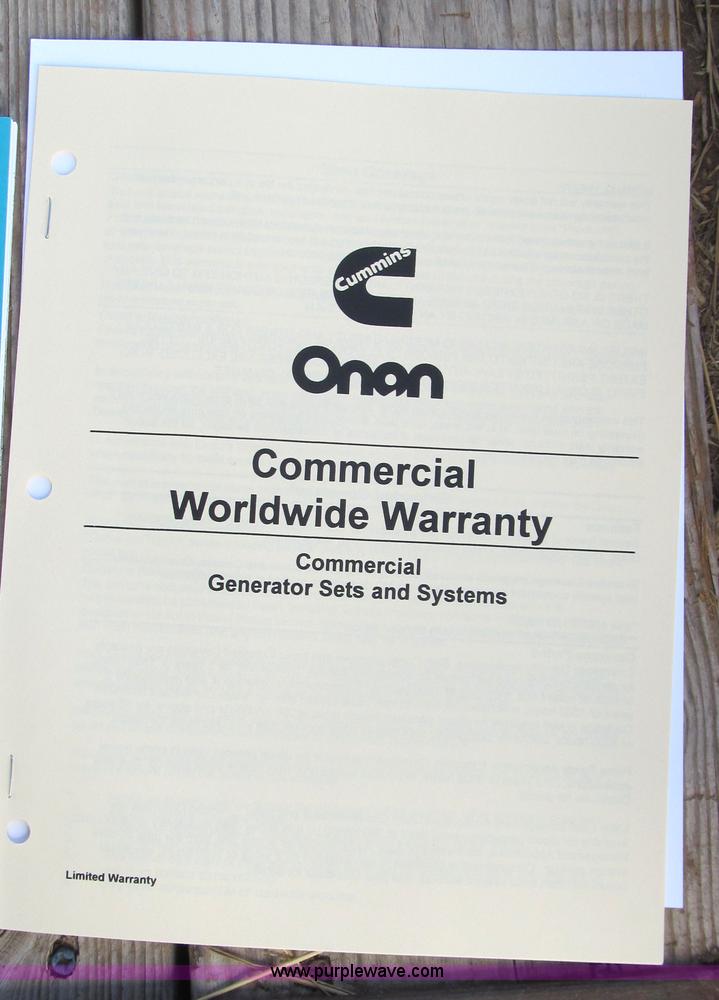 Cummins
Onan
Commercial
Worldwide Warranty
Commercial
Generator Sets and Systems
Limited Warranty
www.purplewave.com